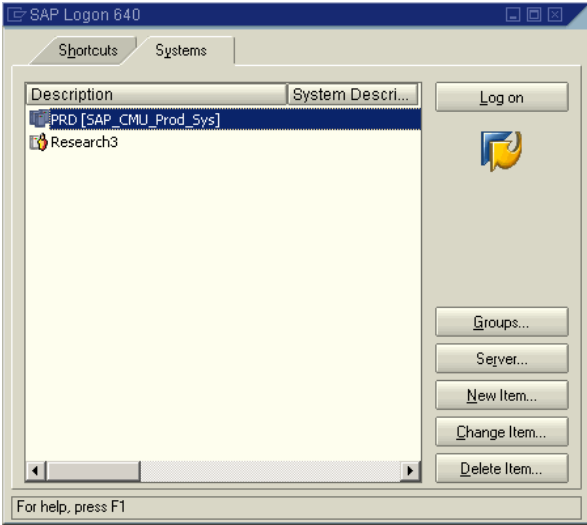 SAP Logon 640
Shortcuts Systems
Description System Descri...
Log on
PRD [SAP_CMU_Prod_Sys]
Research3
Groups...
Server...
New Item...
Change Item...
Delete Item...
For help, press F1